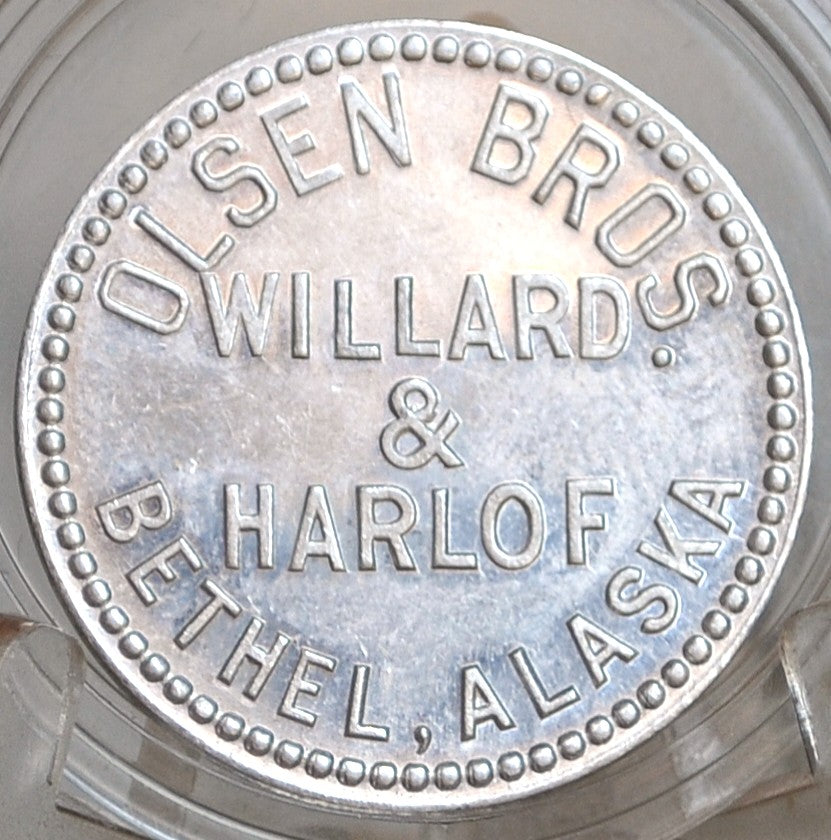 OLSEN BROS.
WILLARD
&
HARLOF
BETHEL, ALASKA